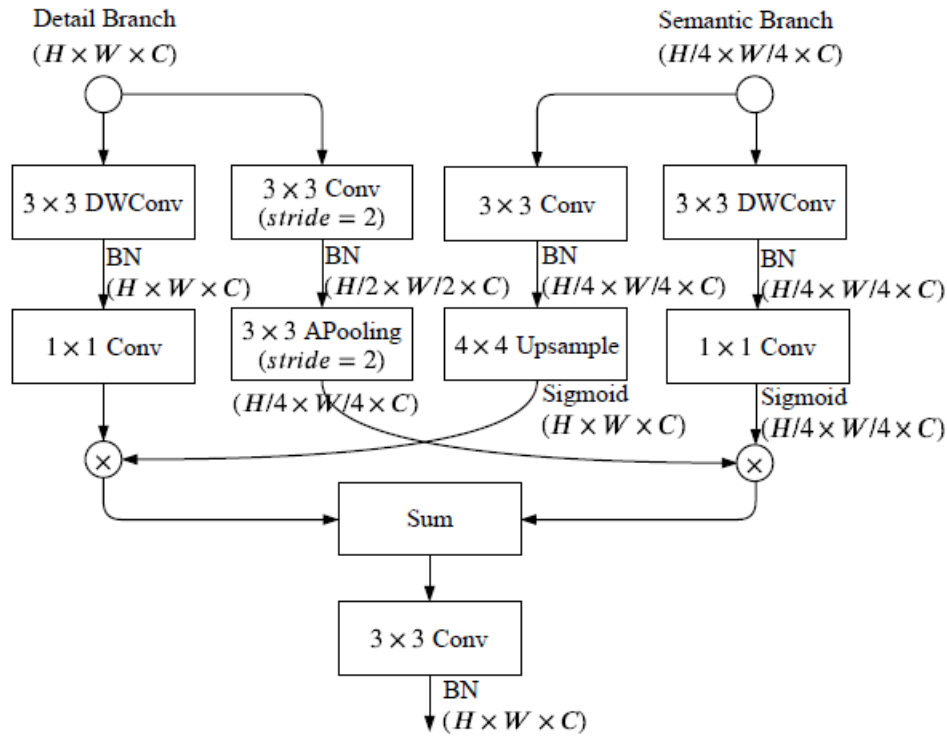 Detail Branch
(H × W × C)
Semantic Branch
(H/4 × W/4 × C)
3 × 3 DWConv
3 × 3 Conv
(stride = 2)
3 × 3 Conv
3 × 3 DWConv
BN
(H × W × C)
BN
(H/2 × W/2 × C)
BN
(H/4 × W/4 × C)
BN
(H/4 × W/4 × C)
1 × 1 Conv
3 × 3 APooling
(stride = 2)
4 × 4 Upsample
1 × 1 Conv
(H/4 × W/4 × C)
Sigmoid
(H × W × C)
Sigmoid
(H/4 × W/4 × C)
×
×
Sum
3 × 3 Conv
BN
(H × W × C)